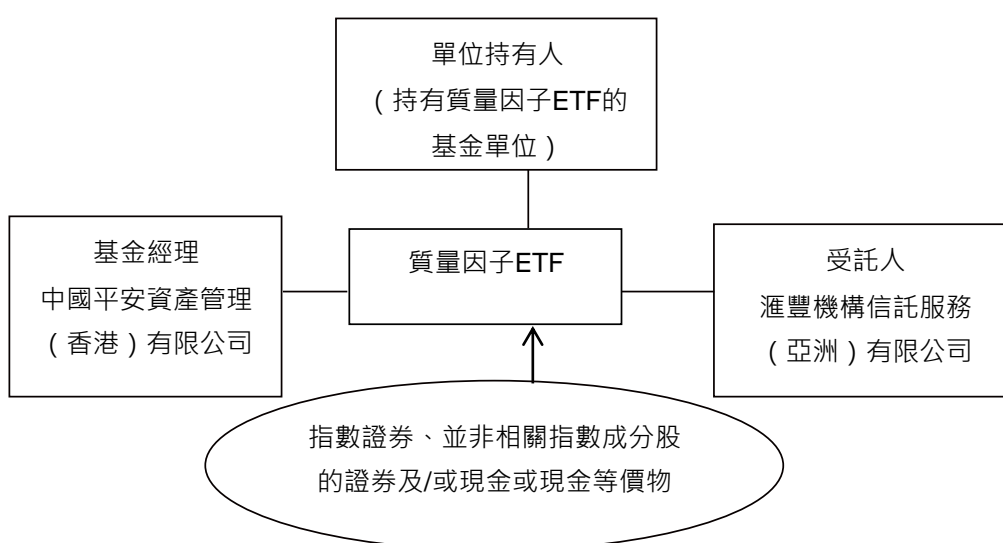 單位持有人
（持有質量因子ETF的
基金單位）
基金經理
中國平安資產管理
（香港）有限公司
質量因子ETF
受託人
滙豐機構信託服務
（亞洲）有限公司
指數證券、並非相關指數成分股
的證券及/或現金或現金等價物